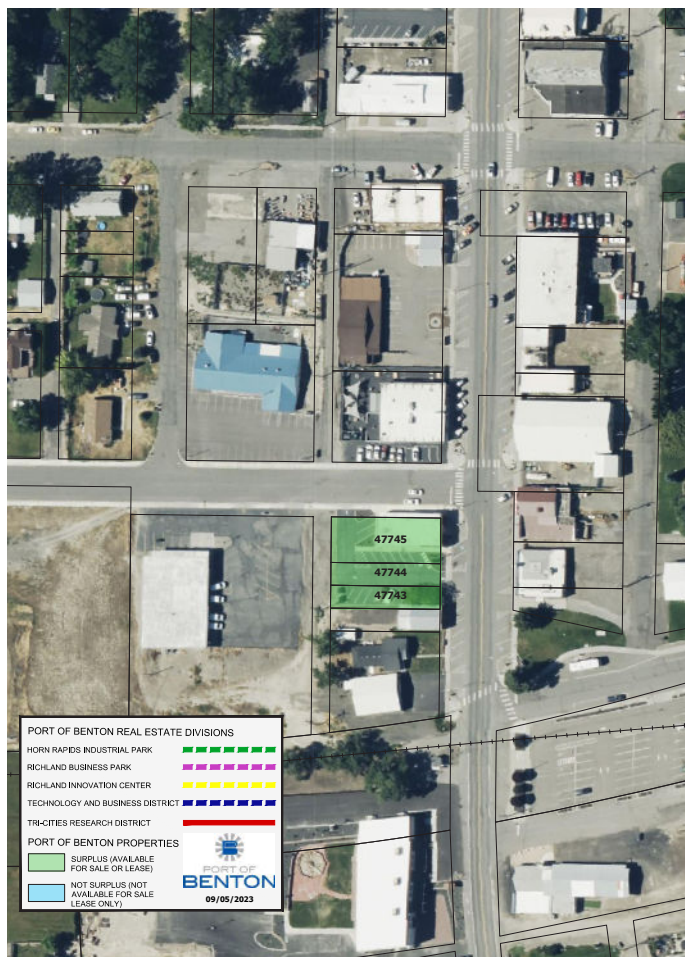 47745
47744
47743
PORT OF BENTON REAL ESTATE DIVISIONS
HORN RAPIDS INDUSTRIAL PARK
RICHLAND BUSINESS PARK
RICHLAND INNOVATION CENTER
TECHNOLOGY AND BUSINESS DISTRICT
TRI-CITIES RESEARCH DISTRICT
PORT OF BENTON PROPERTIES
SURPLUS (AVAILABLE
FOR SALE OR LEASE)
NOT SURPLUS (NOT
AVAILABLE FOR SALE
LEASE ONLY)
PORT OF
BENTON
09/05/2023